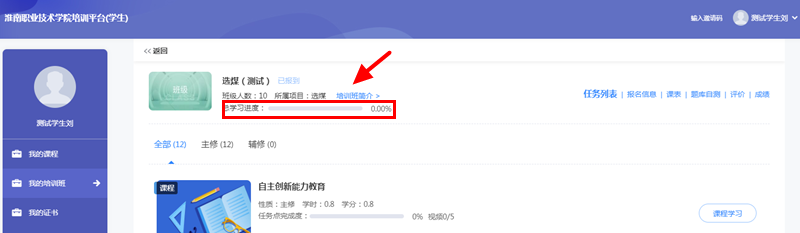 淮南职业技术学院培训平台(学生)
输入邀请码 测试学生刘
<< 返回
测试学生刘
我的课程
我的培训班
我的证书
班级
选煤（测试） 已报到
班级人数：10 所属项目：选煤 培训班简介 >
总学习进度： 0.00%
任务列表 | 报名信息 | 课表 | 题库自测 | 评价 | 成绩
全部 (12) 主修 (12) 辅修 (0)
课程
自主创新能力教育
性质：主修 学时：0.8 学分：0.8
任务点完成度： 0% 视频0/5
课程学习